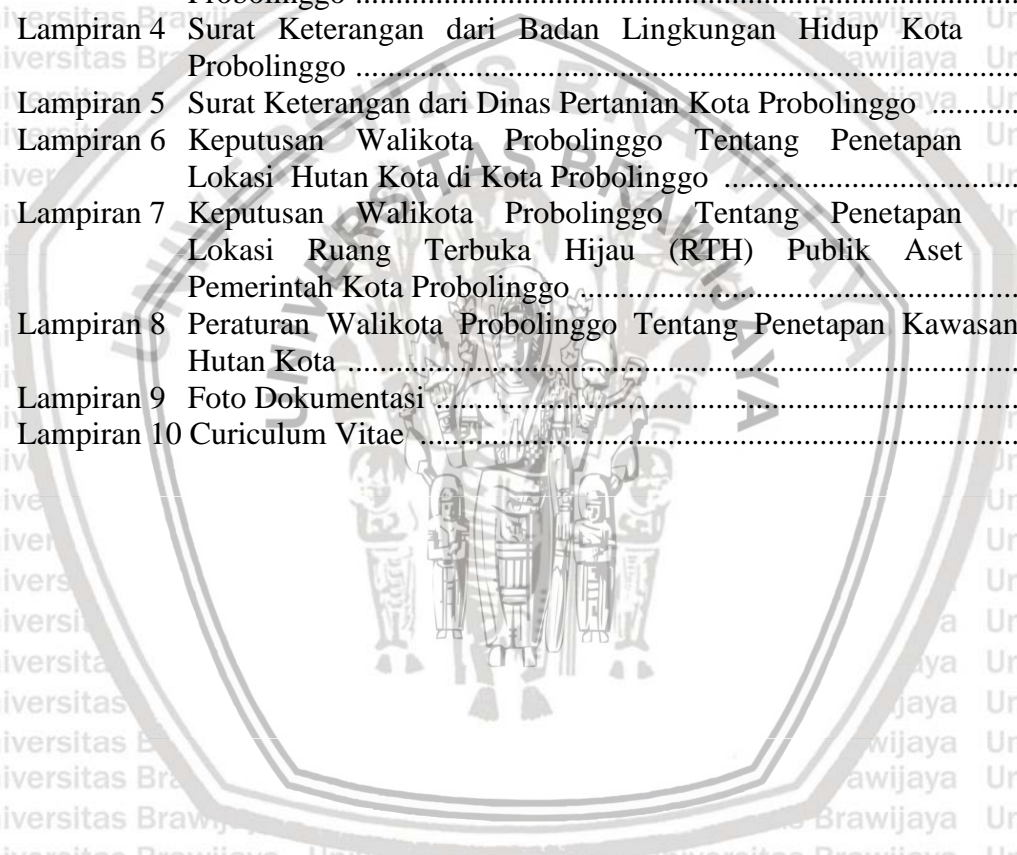 Probolinggo ........................................................................
Lampiran 4 Surat Keterangan dari Badan Lingkungan Hidup Kota
Probolinggo ........................................................................
Lampiran 5 Surat Keterangan dari Dinas Pertanian Kota Probolinggo .........
Lampiran 6 Keputusan Walikota Probolinggo Tentang Penetapan
Lokasi Hutan Kota di Kota Probolinggo ...............................
Lampiran 7 Keputusan Walikota Probolinggo Tentang Penetapan
Lokasi Ruang Terbuka Hijau (RTH) Publik Aset
Pemerintah Kota Probolinggo ...............................................
Lampiran 8 Peraturan Walikota Probolinggo Tentang Penetapan Kawasan
Hutan Kota ..........................................................................
Lampiran 9 Foto Dokumentasi ..............................................................
Lampiran 10 Curiculum Vitae ................................................................
UNIVERSITAS BRAWIJAYA